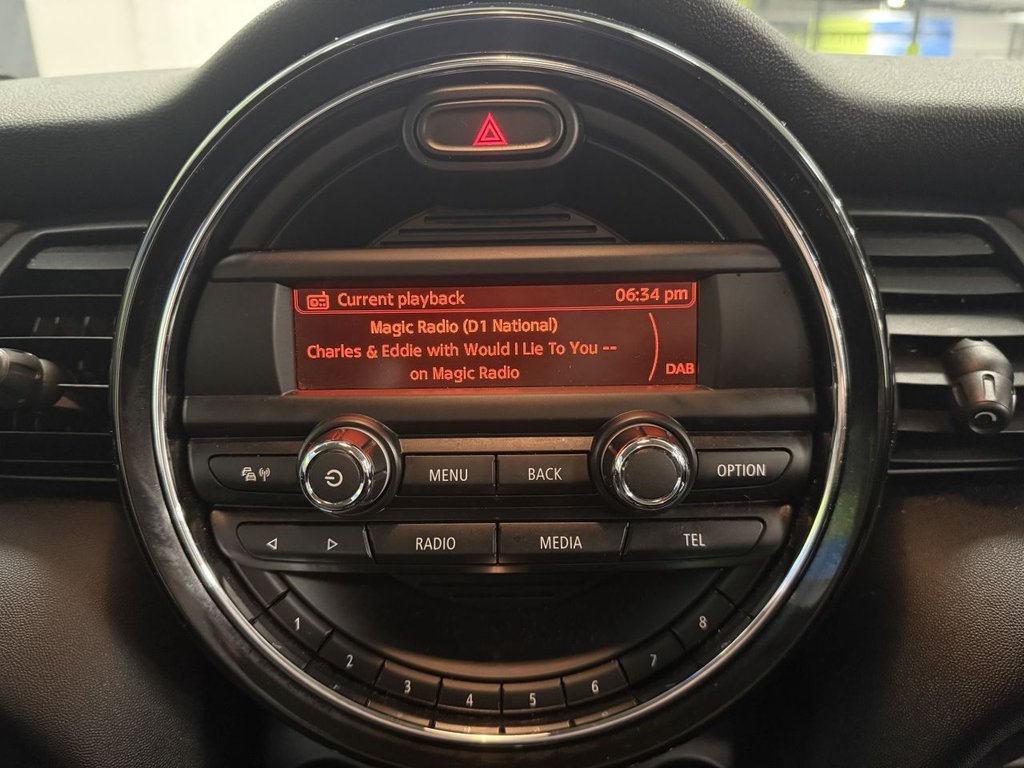 Current playback 06:34 pm
Magic Radio (D1 National)
Charles & Eddie with Would I Lie To You --
on Magic Radio
DAB
MENU BACK OPTION
RADIO MEDIA TEL
1 2 3 4 5 6 7 8